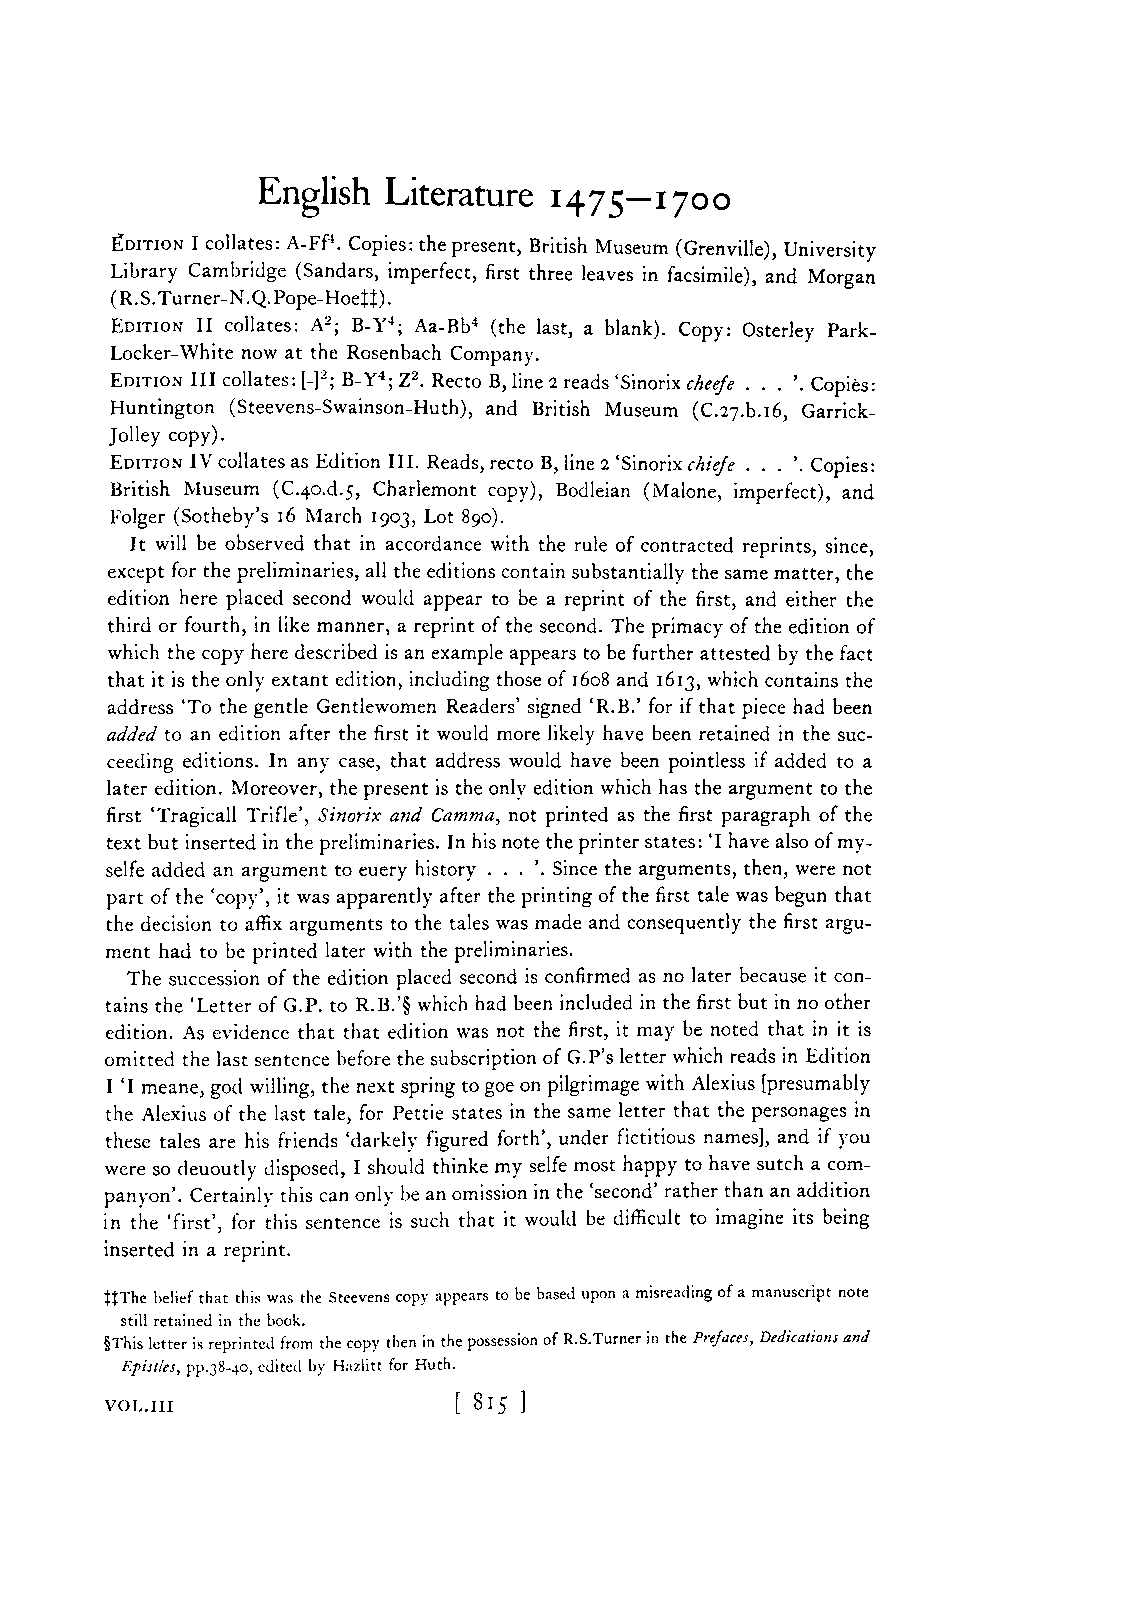 English Literature 1475—1700
EDITION I collates: A-Ff⁴. Copies: the present, British Museum (Grenville), University
Library Cambridge (Sandars, imperfect, first three leaves in facsimile), and Morgan
(R.S.Turner-N.Q.Pope-Hoe‡‡).
EDITION II collates: A²; B-Y⁴; Aa-Bb⁴ (the last, a blank). Copy: Osterley Park-
Locker-White now at the Rosenbach Company.
EDITION III collates: [-]²; B-Y⁴; Z². Recto B, line 2 reads ‘Sinorix cheefe . . . ’. Copies:
Huntington (Steevens-Swainson-Huth), and British Museum (C.27.b.16, Garrick-
Jolley copy).
EDITION IV collates as Edition III. Reads, recto B, line 2 ‘Sinorix chiefe . . . ’. Copies:
British Museum (C.40.d.5, Charlemont copy), Bodleian (Malone, imperfect), and
Folger (Sotheby’s 16 March 1903, Lot 890).
It will be observed that in accordance with the rule of contracted reprints, since,
except for the preliminaries, all the editions contain substantially the same matter, the
edition here placed second would appear to be a reprint of the first, and either the
third or fourth, in like manner, a reprint of the second. The primacy of the edition of
which the copy here described is an example appears to be further attested by the fact
that it is the only extant edition, including those of 1608 and 1613, which contains the
address ‘To the gentle Gentlewomen Readers’ signed ‘R.B.’ for if that piece had been
added to an edition after the first it would more likely have been retained in the suc-
ceeding editions. In any case, that address would have been pointless if added to a
later edition. Moreover, the present is the only edition which has the argument to the
first ‘Tragicall Trifle’, Sinorix and Camma, not printed as the first paragraph of the
text but inserted in the preliminaries. In his note the printer states: ‘I have also of my-
selfe added an argument to euery history . . . ’. Since the arguments, then, were not
part of the ‘copy’, it was apparently after the printing of the first tale was begun that
the decision to affix arguments to the tales was made and consequently the first argu-
ment had to be printed later with the preliminaries.
The succession of the edition placed second is confirmed as no later because it con-
tains the ‘Letter of G.P. to R.B.’§ which had been included in the first but in no other
edition. As evidence that that edition was not the first, it may be noted that in it is
omitted the last sentence before the subscription of G.P’s letter which reads in Edition
I ‘I meane, god willing, the next spring to goe on pilgrimage with Alexius [presumably
the Alexius of the last tale, for Pettie states in the same letter that the personages in
these tales are his friends ‘darkely figured forth’, under fictitious names], and if you
were so deuoutly disposed, I should thinke my selfe most happy to have sutch a com-
panyon’. Certainly this can only be an omission in the ‘second’ rather than an addition
in the ‘first’, for this sentence is such that it would be difficult to imagine its being
inserted in a reprint.
‡‡The belief that this was the Steevens copy appears to be based upon a misreading of a manuscript note
still retained in the book.
§This letter is reprinted from the copy then in the possession of R.S.Turner in the Prefaces, Dedications and
Epistles, pp.38-40, edited by Hazlitt for Huth.
VOL.III [ 815 ]